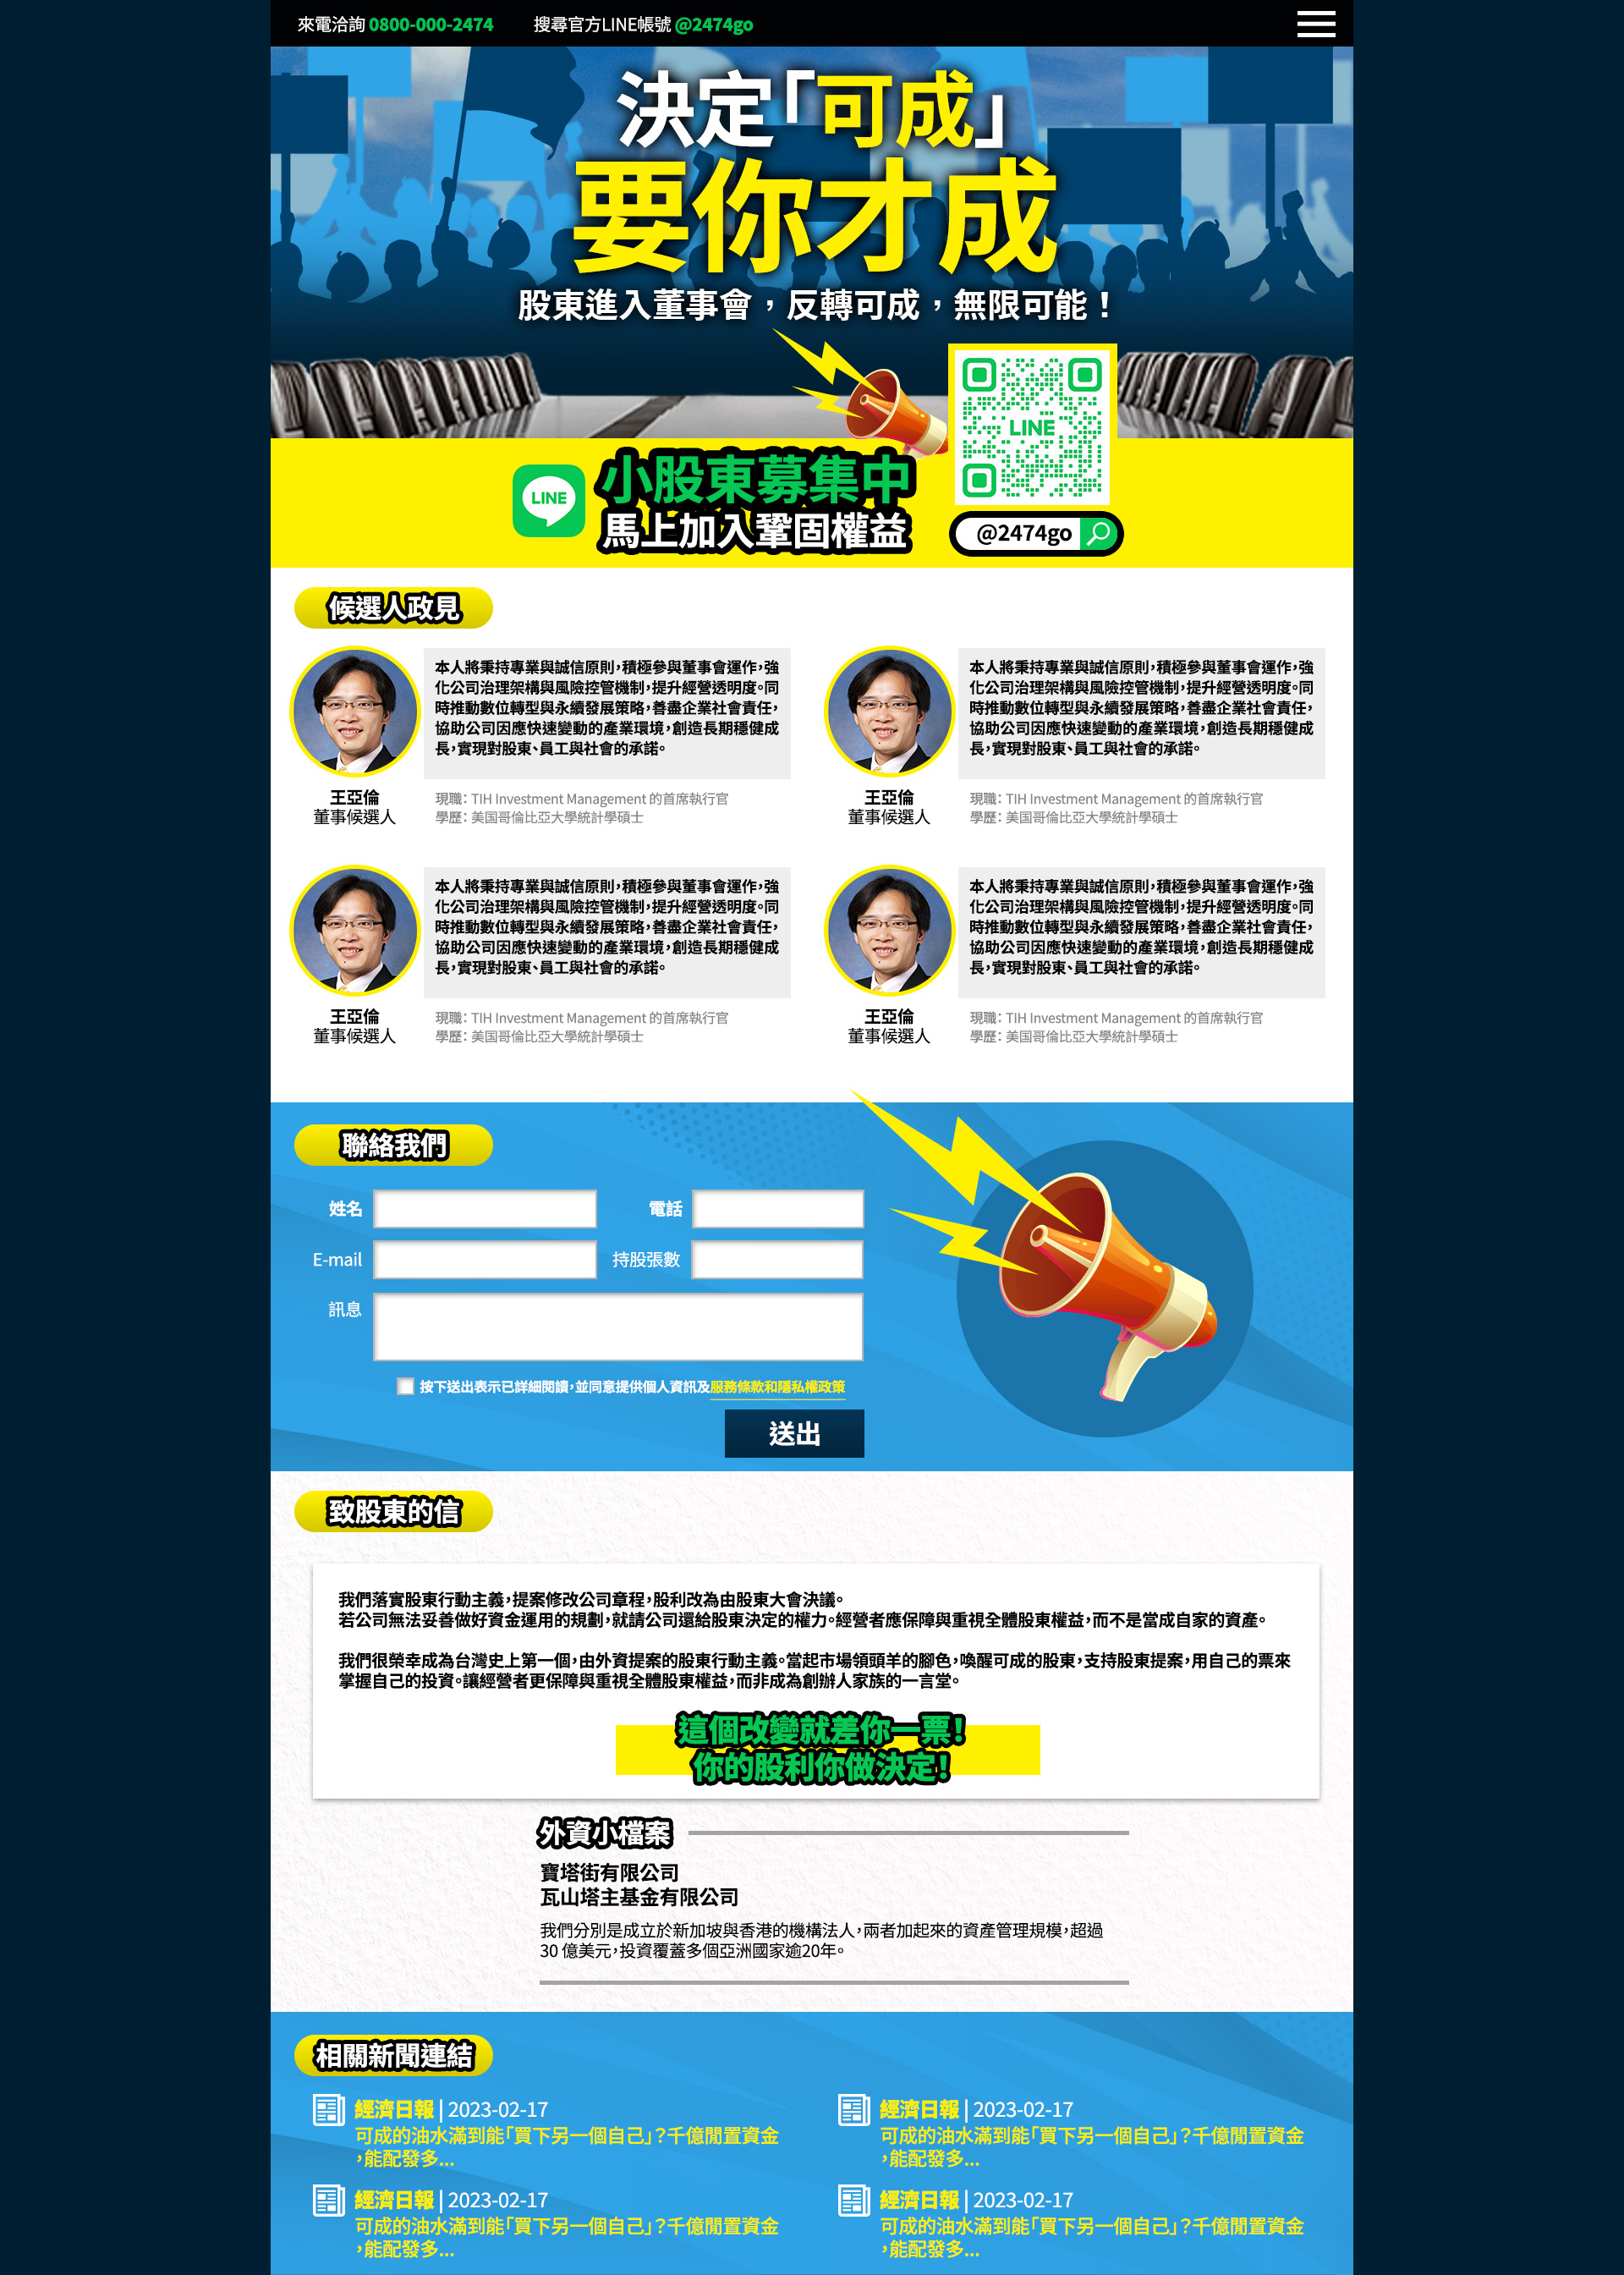 來電洽詢 0800-000-2474
搜尋官方LINE帳號 @2474go
決定「可成」
要你才成
股東進入董事會，反轉可成，無限可能！
LINE
LINE
小股東募集中
馬上加入鞏固權益
@2474go
候選人政見
本人將秉持專業與誠信原則，積極參與董事會運作，強
化公司治理架構與風險控管機制，提升經營透明度。同
時推動數位轉型與永續發展策略，善盡企業社會責任，
協助公司因應快速變動的產業環境，創造長期穩健成
長，實現對股東、員工與社會的承諾。
王亞倫
董事候選人
現職：TIH Investment Management 的首席執行官
學歷：美国哥倫比亞大學統計學碩士
本人將秉持專業與誠信原則，積極參與董事會運作，強
化公司治理架構與風險控管機制，提升經營透明度。同
時推動數位轉型與永續發展策略，善盡企業社會責任，
協助公司因應快速變動的產業環境，創造長期穩健成
長，實現對股東、員工與社會的承諾。
王亞倫
董事候選人
現職：TIH Investment Management 的首席執行官
學歷：美国哥倫比亞大學統計學碩士
本人將秉持專業與誠信原則，積極參與董事會運作，強
化公司治理架構與風險控管機制，提升經營透明度。同
時推動數位轉型與永續發展策略，善盡企業社會責任，
協助公司因應快速變動的產業環境，創造長期穩健成
長，實現對股東、員工與社會的承諾。
王亞倫
董事候選人
現職：TIH Investment Management 的首席執行官
學歷：美国哥倫比亞大學統計學碩士
本人將秉持專業與誠信原則，積極參與董事會運作，強
化公司治理架構與風險控管機制，提升經營透明度。同
時推動數位轉型與永續發展策略，善盡企業社會責任，
協助公司因應快速變動的產業環境，創造長期穩健成
長，實現對股東、員工與社會的承諾。
王亞倫
董事候選人
現職：TIH Investment Management 的首席執行官
學歷：美国哥倫比亞大學統計學碩士
聯絡我們
姓名
電話
E-mail
持股張數
訊息
按下送出表示已詳細閱讀，並同意提供個人資訊及服務條款和隱私權政策
送出
致股東的信
我們落實股東行動主義，提案修改公司章程，股利改為由股東大會決議。
若公司無法妥善做好資金運用的規劃，就請公司還給股東決定的權力。經營者應保障與重視全體股東權益，而不是當成自家的資產。
我們很榮幸成為台灣史上第一個，由外資提案的股東行動主義。當起市場領頭羊的腳色，喚醒可成的股東，支持股東提案，用自己的票來
掌握自己的投資。讓經營者更保障與重視全體股東權益，而非成為創辦人家族的一言堂。
這個改變就差你一票！
你的股利你做決定！
外資小檔案
寶塔街有限公司
瓦山塔主基金有限公司
我們分別是成立於新加坡與香港的機構法人，兩者加起來的資產管理規模，超過
30 億美元，投資覆蓋多個亞洲國家逾20年。
相關新聞連結
經濟日報 | 2023-02-17
可成的油水滿到能「買下另一個自己」？千億閒置資金
，能配發多...
經濟日報 | 2023-02-17
可成的油水滿到能「買下另一個自己」？千億閒置資金
，能配發多...
經濟日報 | 2023-02-17
可成的油水滿到能「買下另一個自己」？千億閒置資金
，能配發多...
經濟日報 | 2023-02-17
可成的油水滿到能「買下另一個自己」？千億閒置資金
，能配發多...